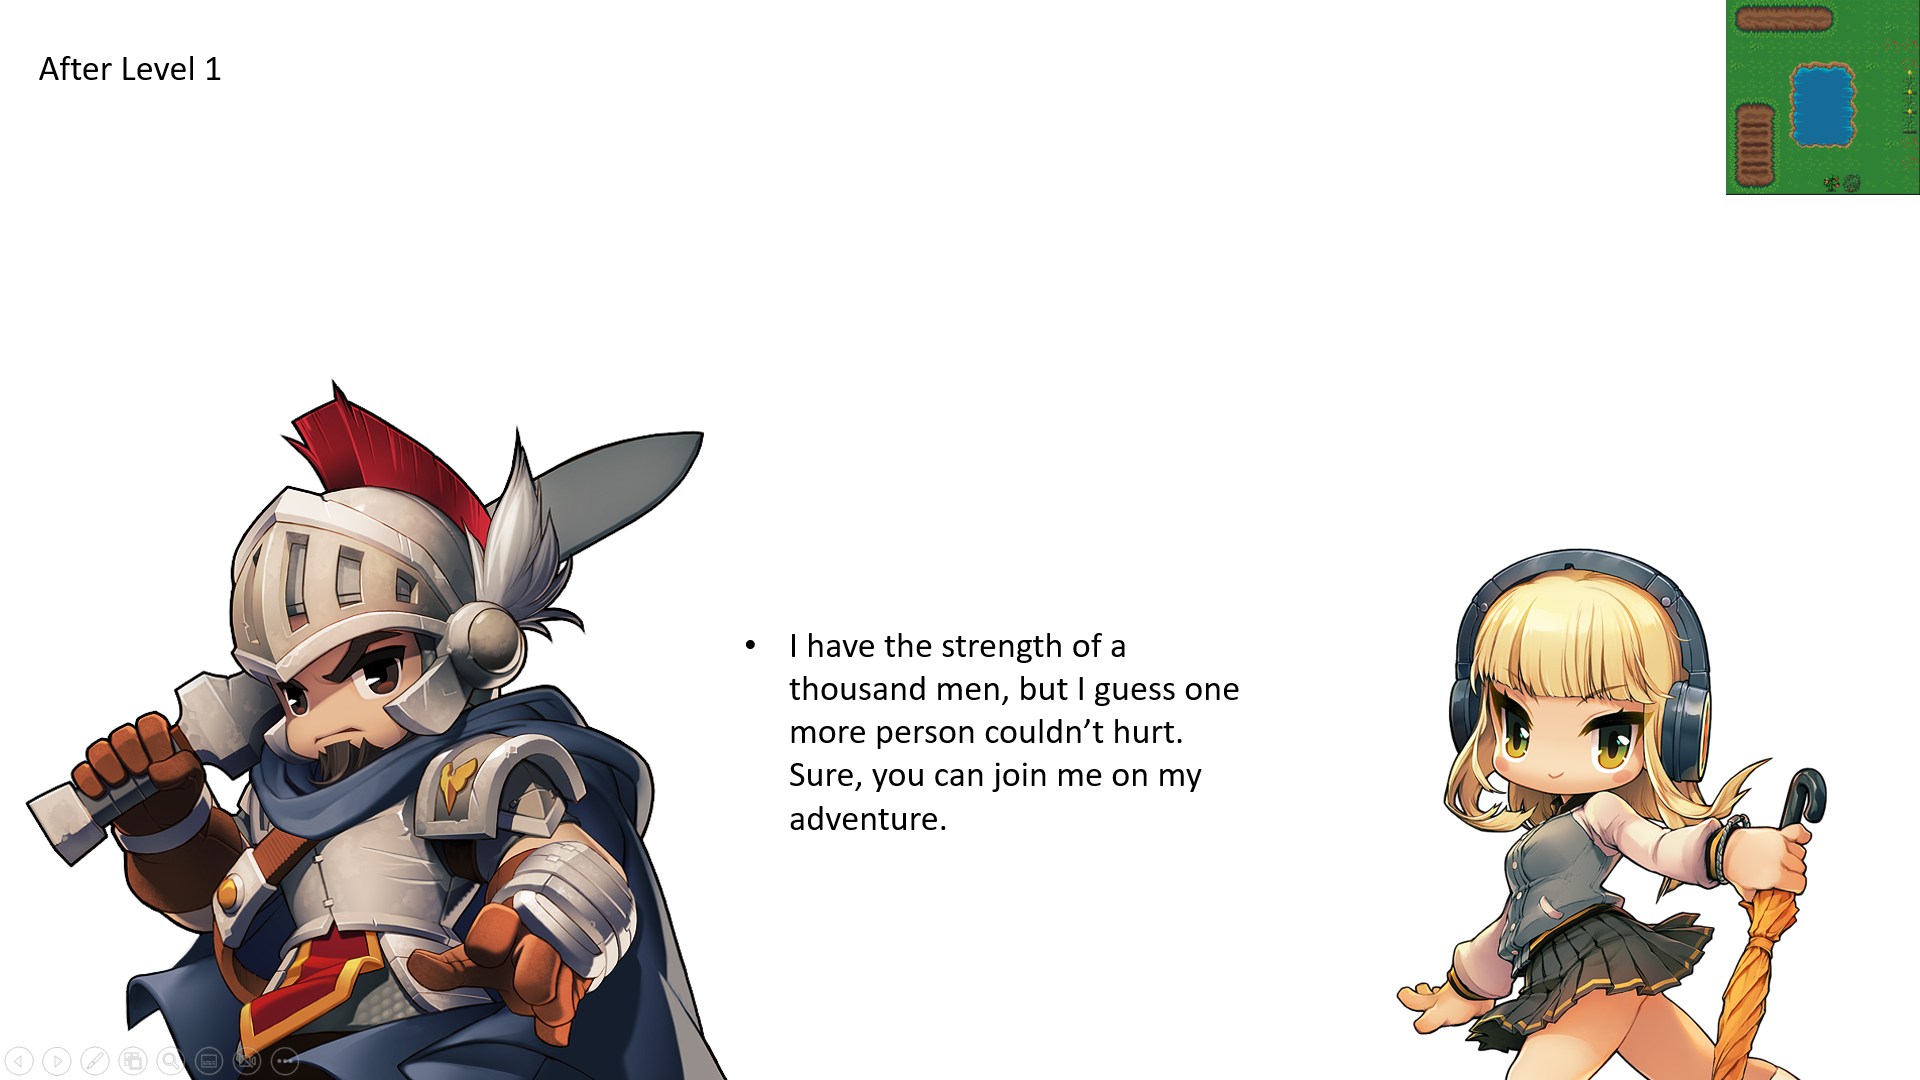 After Level 1
• I have the strength of a
thousand men, but I guess one
more person couldn’t hurt.
Sure, you can join me on my
adventure.